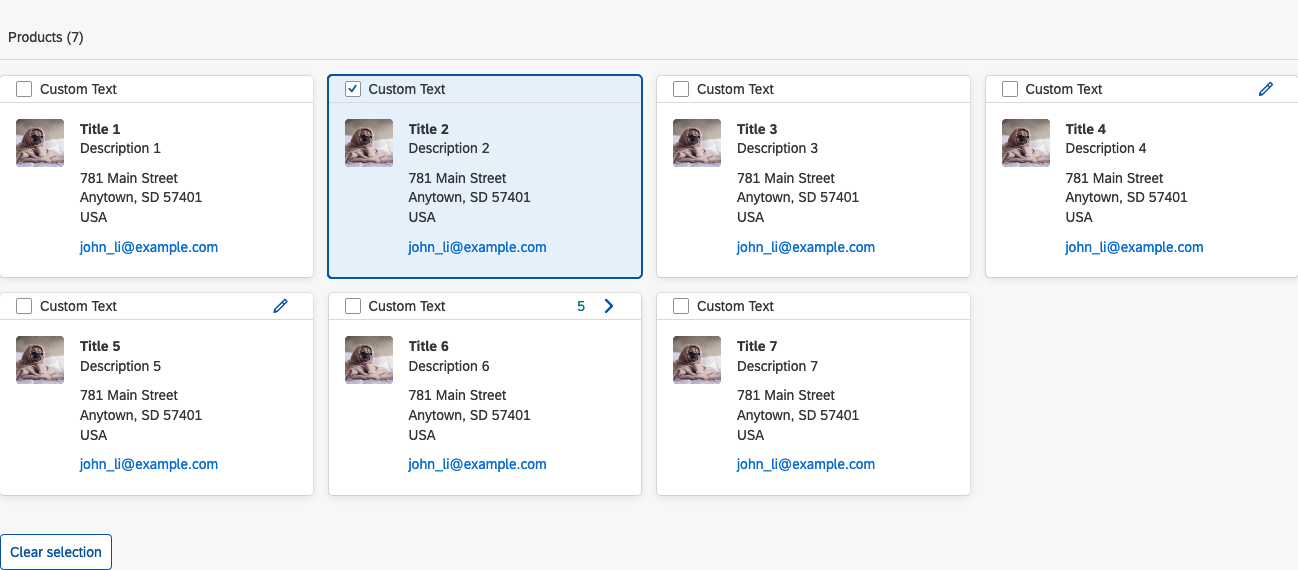 Products (7)
Custom Text
Title 1
Description 1
781 Main Street
Anytown, SD 57401
USA
john_li@example.com
Custom Text
Title 2
Description 2
781 Main Street
Anytown, SD 57401
USA
john_li@example.com
Custom Text
Title 3
Description 3
781 Main Street
Anytown, SD 57401
USA
john_li@example.com
Custom Text
Title 4
Description 4
781 Main Street
Anytown, SD 57401
USA
john_li@example.com
Custom Text
Title 5
Description 5
781 Main Street
Anytown, SD 57401
USA
john_li@example.com
Custom Text 5
Title 6
Description 6
781 Main Street
Anytown, SD 57401
USA
john_li@example.com
Custom Text
Title 7
Description 7
781 Main Street
Anytown, SD 57401
USA
john_li@example.com
Clear selection